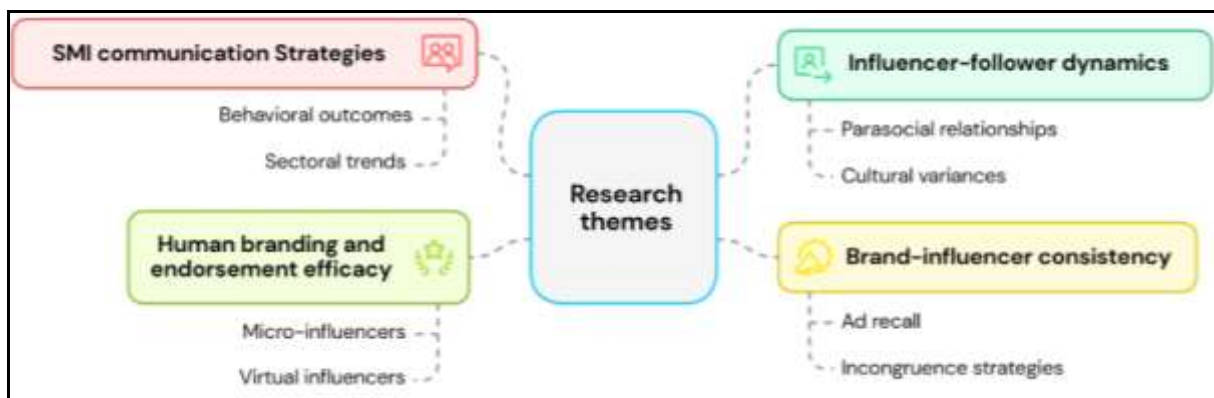 SMI communication Strategies
Behavioral outcomes
Sectoral trends
Human branding and
endorsement efficacy
Micro-influencers
Virtual influencers
Research
themes
Influencer-follower dynamics
Parasocial relationships
Cultural variances
Brand-influencer consistency
Ad recall
Incongruence strategies